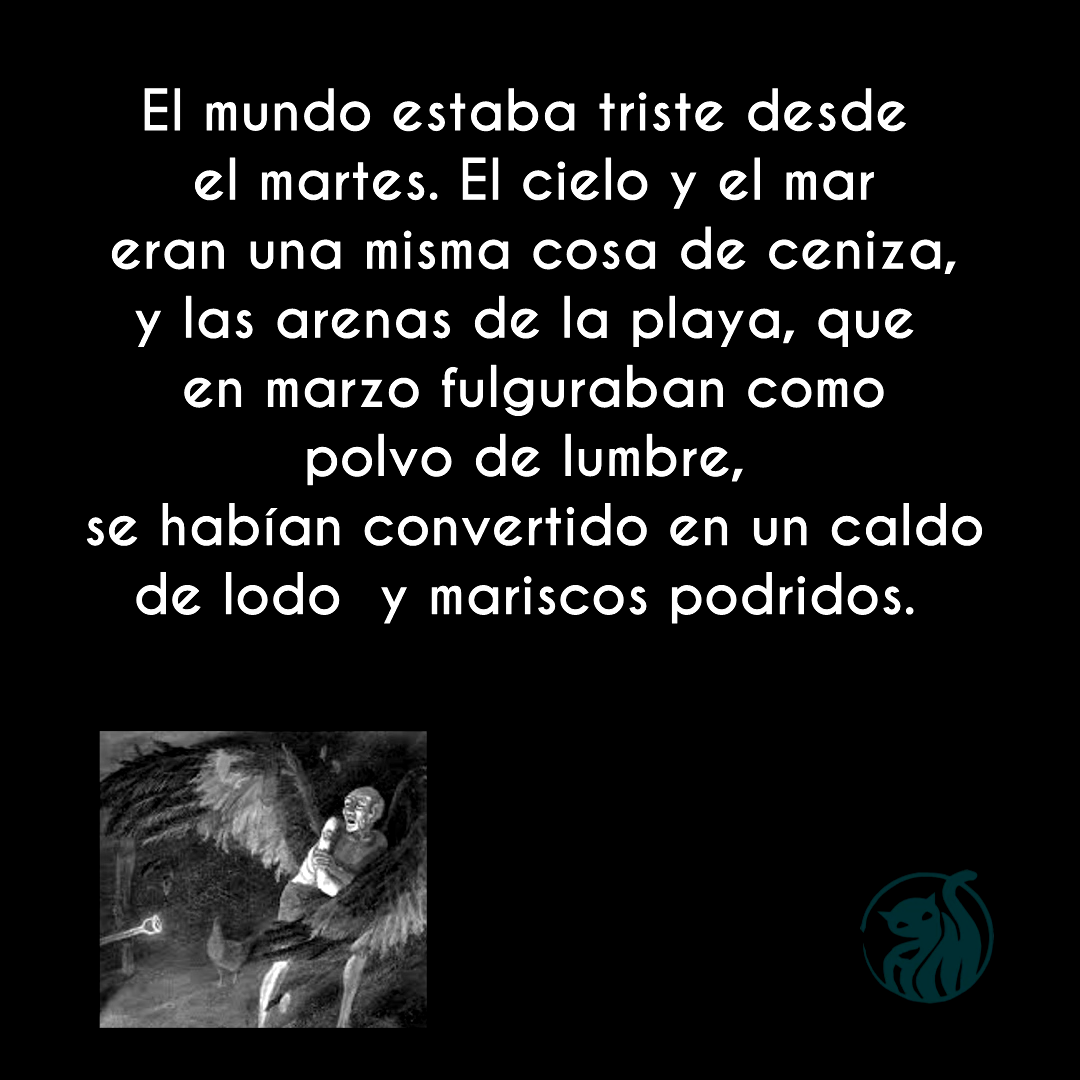 El mundo estaba triste desde
el martes. El cielo y el mar
eran una misma cosa de ceniza,
y las arenas de la playa, que
en marzo fulguraban como
polvo de lumbre,
se habían convertido en un caldo
de lodo  y mariscos podridos.